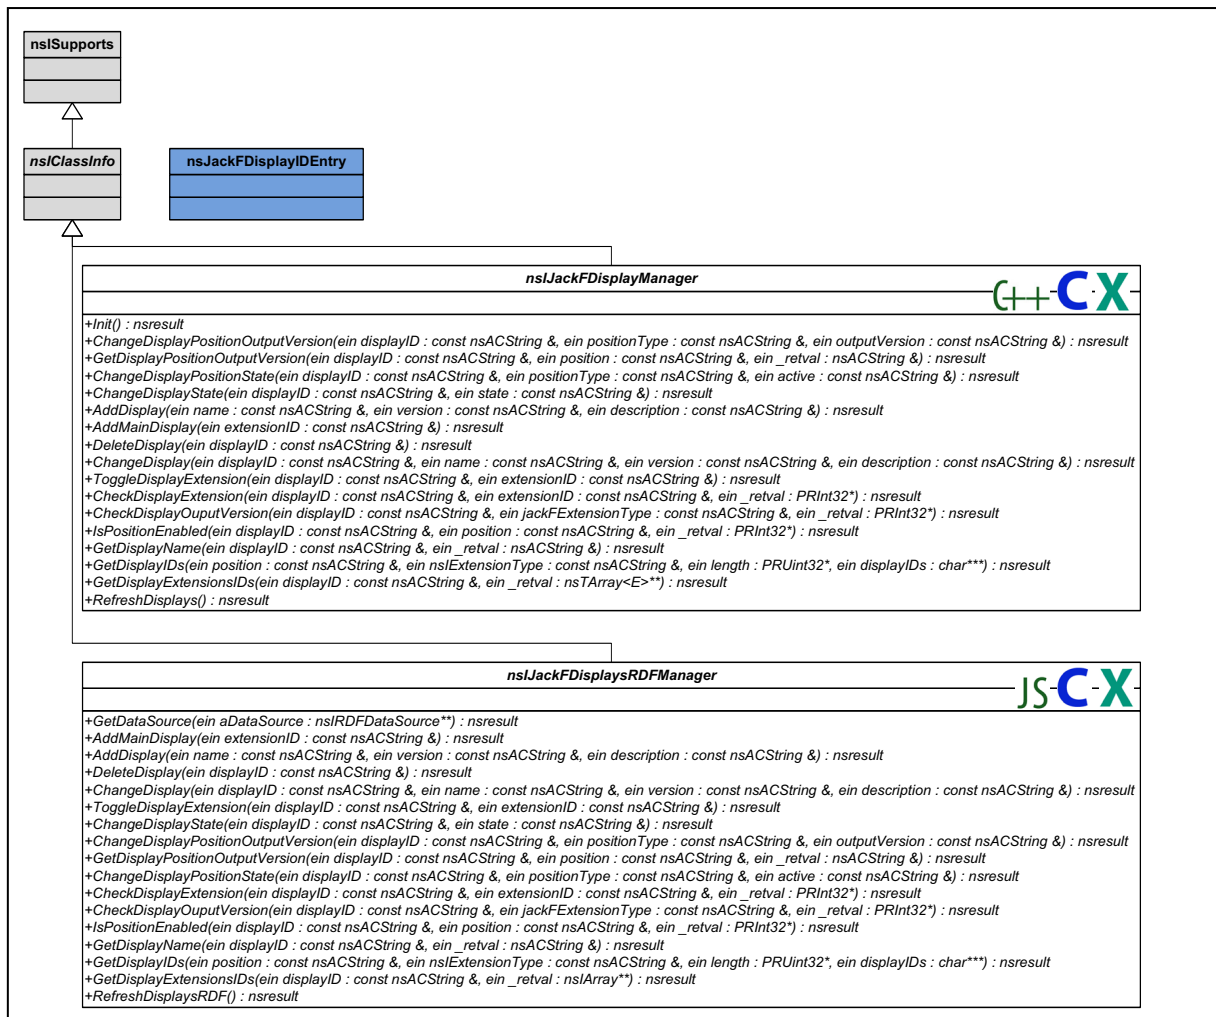 nsISupports
nsIClassInfo
nsJackFDisplayIDEntry
nsIJackFDisplayManager
C++ C X
+Init() : nsresult
+ChangeDisplayPositionOutputVersion(ein displayID : const nsACString &, ein positionType : const nsACString &, ein outputVersion : const nsACString &) : nsresult
+GetDisplayPositionOutputVersion(ein displayID : const nsACString &, ein position : const nsACString &, ein _retval : nsACString &) : nsresult
+ChangeDisplayPositionState(ein displayID : const nsACString &, ein positionType : const nsACString &, ein active : const nsACString &) : nsresult
+ChangeDisplayState(ein displayID : const nsACString &, ein state : const nsACString &) : nsresult
+AddDisplay(ein name : const nsACString &, ein version : const nsACString &, ein description : const nsACString &) : nsresult
+AddMainDisplay(ein extensionID : const nsACString &) : nsresult
+DeleteDisplay(ein displayID : const nsACString &) : nsresult
+ChangeDisplay(ein displayID : const nsACString &, ein name : const nsACString &, ein version : const nsACString &, ein description : const nsACString &) : nsresult
+ToggleDisplayExtension(ein displayID : const nsACString &, ein extensionID : const nsACString &) : nsresult
+CheckDisplayExtension(ein displayID : const nsACString &, ein extensionID : const nsACString &, ein _retval : PRInt32*) : nsresult
+CheckDisplayOuputVersion(ein displayID : const nsACString &, ein jackFExtensionType : const nsACString &, ein _retval : PRInt32*) : nsresult
+IsPositionEnabled(ein displayID : const nsACString &, ein position : const nsACString &, ein _retval : PRInt32*) : nsresult
+GetDisplayName(ein displayID : const nsACString &, ein _retval : nsACString &) : nsresult
+GetDisplayIDs(ein position : const nsACString &, ein nsIExtensionType : const nsACString &, ein length : PRUint32*, ein displayIDs : char***) : nsresult
+GetDisplayExtensionsIDs(ein displayID : const nsACString &, ein _retval : nsTArray<E>**) : nsresult
+RefreshDisplays() : nsresult
nsIJackFDisplaysRDFManager
JS C X
+GetDataSource(ein aDataSource : nsIRDFDataSource**) : nsresult
+AddMainDisplay(ein extensionID : const nsACString &) : nsresult
+AddDisplay(ein name : const nsACString &, ein version : const nsACString &, ein description : const nsACString &) : nsresult
+DeleteDisplay(ein displayID : const nsACString &) : nsresult
+ChangeDisplay(ein displayID : const nsACString &, ein name : const nsACString &, ein version : const nsACString &, ein description : const nsACString &) : nsresult
+ToggleDisplayExtension(ein displayID : const nsACString &, ein extensionID : const nsACString &) : nsresult
+ChangeDisplayState(ein displayID : const nsACString &, ein state : const nsACString &) : nsresult
+ChangeDisplayPositionOutputVersion(ein displayID : const nsACString &, ein positionType : const nsACString &, ein outputVersion : const nsACString &) : nsresult
+GetDisplayPositionOutputVersion(ein displayID : const nsACString &, ein position : const nsACString &, ein _retval : nsACString &) : nsresult
+ChangeDisplayPositionState(ein displayID : const nsACString &, ein positionType : const nsACString &, ein active : const nsACString &) : nsresult
+CheckDisplayExtension(ein displayID : const nsACString &, ein extensionID : const nsACString &, ein _retval : PRInt32*) : nsresult
+CheckDisplayOuputVersion(ein displayID : const nsACString &, ein jackFExtensionType : const nsACString &, ein _retval : PRInt32*) : nsresult
+IsPositionEnabled(ein displayID : const nsACString &, ein position : const nsACString &, ein _retval : PRInt32*) : nsresult
+GetDisplayName(ein displayID : const nsACString &, ein _retval : nsACString &) : nsresult
+GetDisplayIDs(ein position : const nsACString &, ein nsIExtensionType : const nsACString &, ein length : PRUint32*, ein displayIDs : char***) : nsresult
+GetDisplayExtensionsIDs(ein displayID : const nsACString &, ein _retval : nsIArray**) : nsresult
+RefreshDisplaysRDF() : nsresult